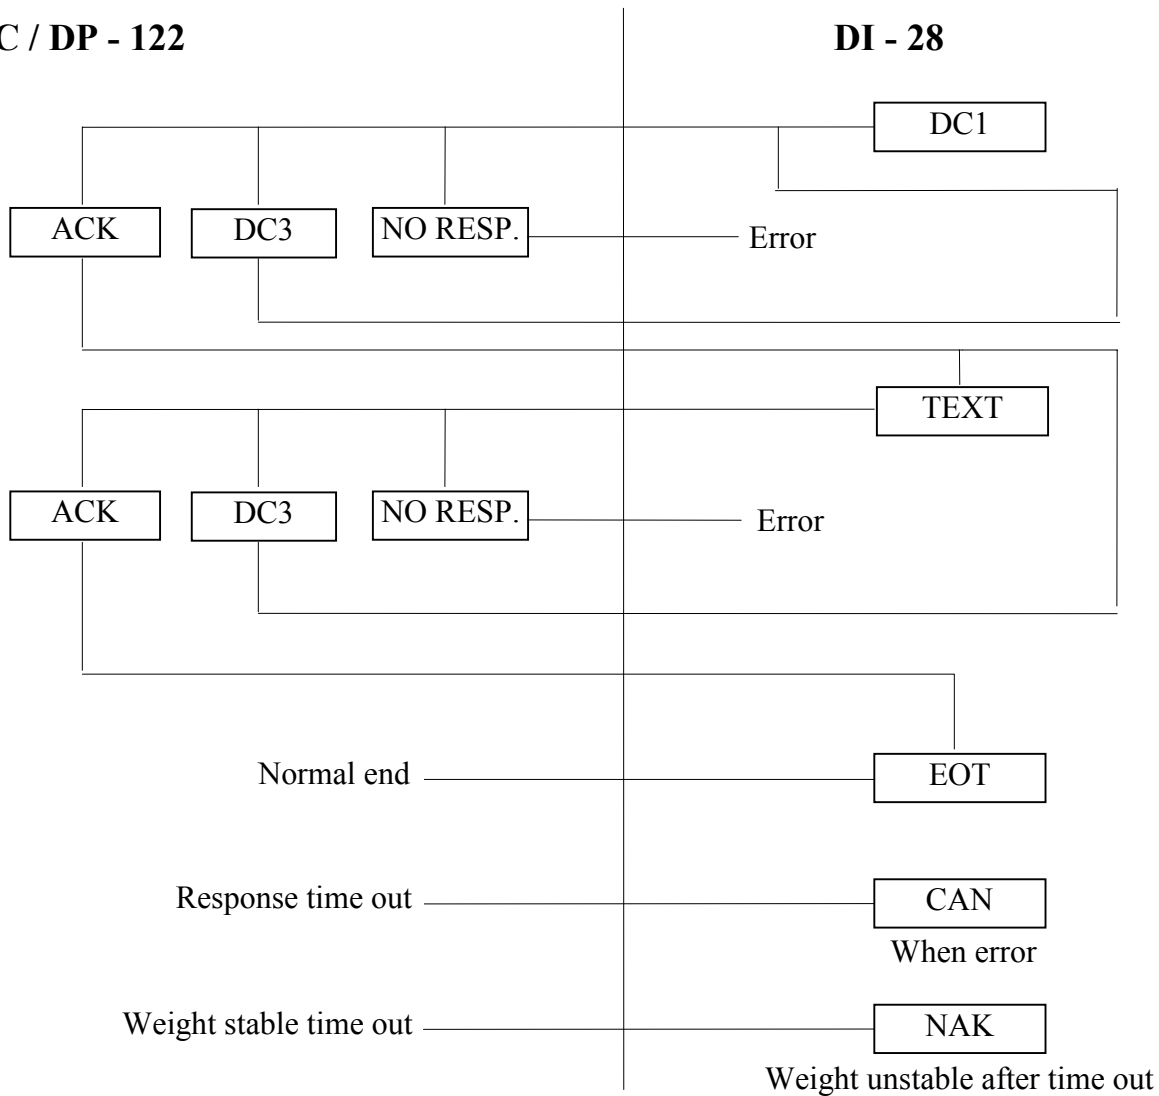 C / DP - 122
DI - 28
DC1
ACK
DC3
NO RESP.
Error
TEXT
ACK
DC3
NO RESP.
Error
Normal end
EOT
Response time out
CAN
When error
Weight stable time out
NAK
Weight unstable after time out